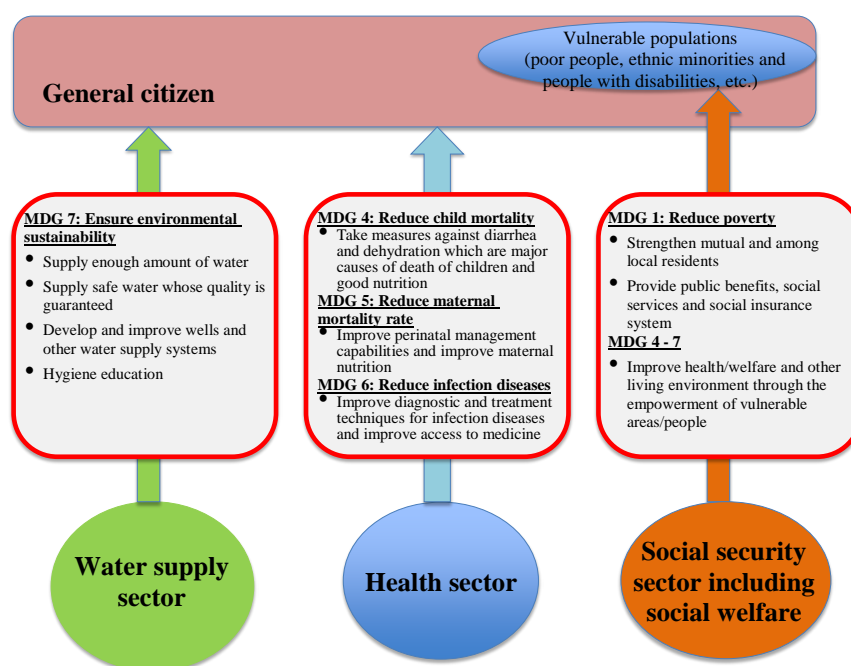 Vulnerable populations
(poor people, ethnic minorities and
people with disabilities, etc.)
General citizen
MDG 7: Ensure environmental
sustainability
• Supply enough amount of water
• Supply safe water whose quality is
guaranteed
• Develop and improve wells and
other water supply systems
• Hygiene education
MDG 4: Reduce child mortality
• Take measures against diarrhea
and dehydration which are major
causes of death of children and
good nutrition
MDG 5: Reduce maternal
mortality rate
• Improve perinatal management
capabilities and improve maternal
nutrition
MDG 6: Reduce infection diseases
• Improve diagnostic and treatment
techniques for infection diseases
and improve access to medicine
MDG 1: Reduce poverty
• Strengthen mutual and among
local residents
• Provide public benefits, social
services and social insurance
system
MDG 4 - 7
• Improve health/welfare and other
living environment through the
empowerment of vulnerable
areas/people
Water supply
sector
Health sector
Social security
sector including
social welfare